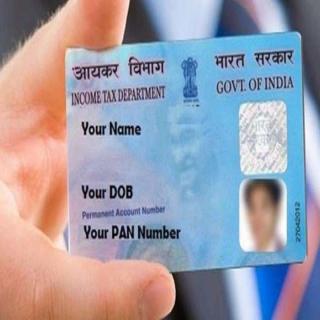 आयकर विभाग
INCOME TAX DEPARTMENT
भारत सरकार
GOVT. OF INDIA
Your Name
Your DOB
Permanent Account Number
Your PAN Number
27042012